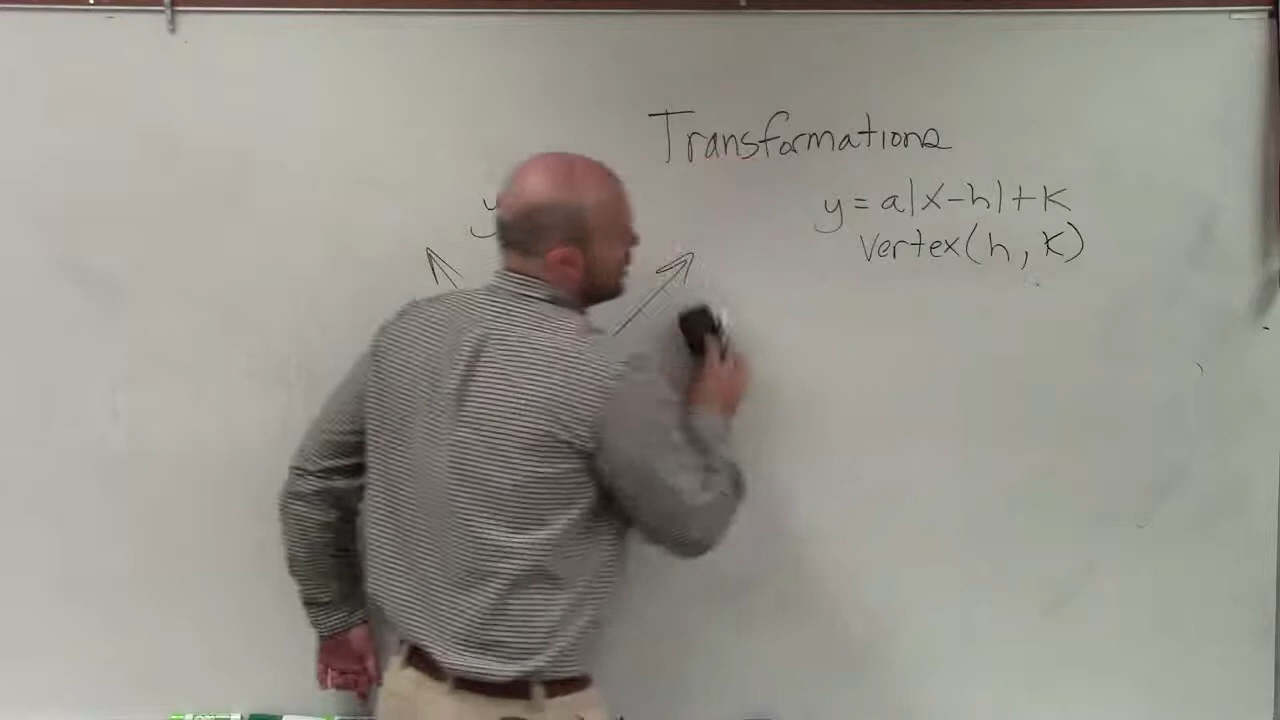 Transformations
y = a|x-h|+k
vertex(h, k)
y